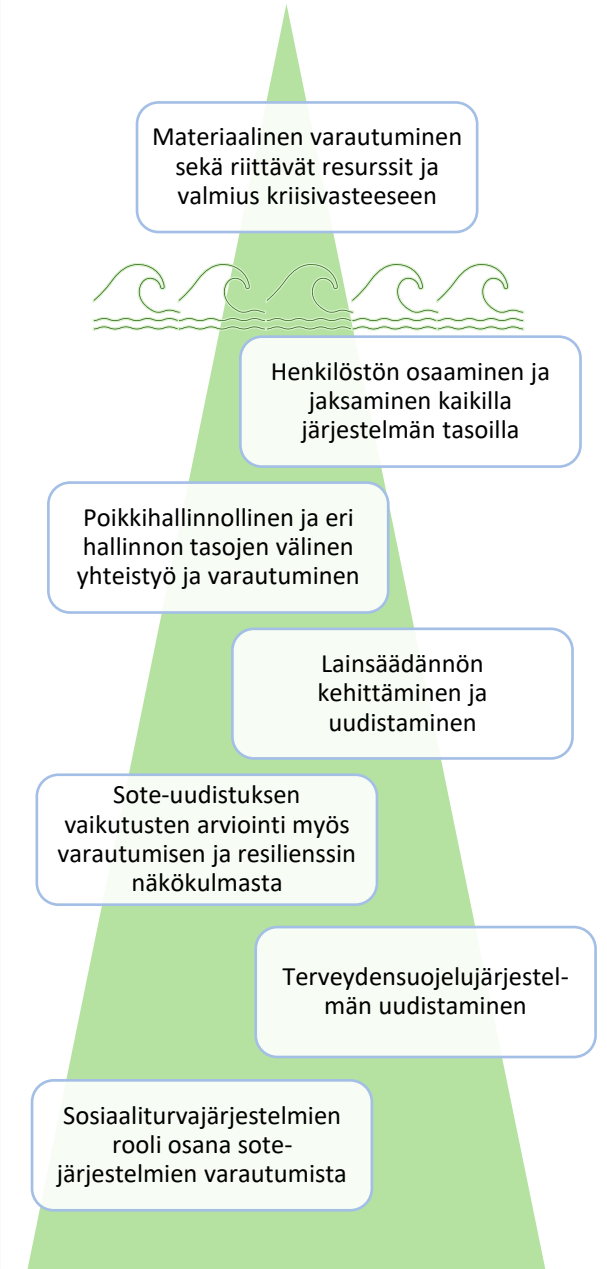 Materiaalinen varautuminen
sekä riittävät resurssit ja
valmius kriisivasteeseen
Henkilöstön osaaminen ja
jaksaminen kaikilla
järjestelmän tasoilla
Poikkihallinnollinen ja eri
hallinnon tasojen välinen
yhteistyö ja varautuminen
Lainsäädännön
kehittäminen ja
uudistaminen
Sote-uudistuksen
vaikutusten arviointi myös
varautumisen ja resilienssin
näkökulmasta
Terveydensuojelujärjestel-
män uudistaminen
Sosiaaliturvajärjestelmien
rooli osana sote-
järjestelmien varautumista